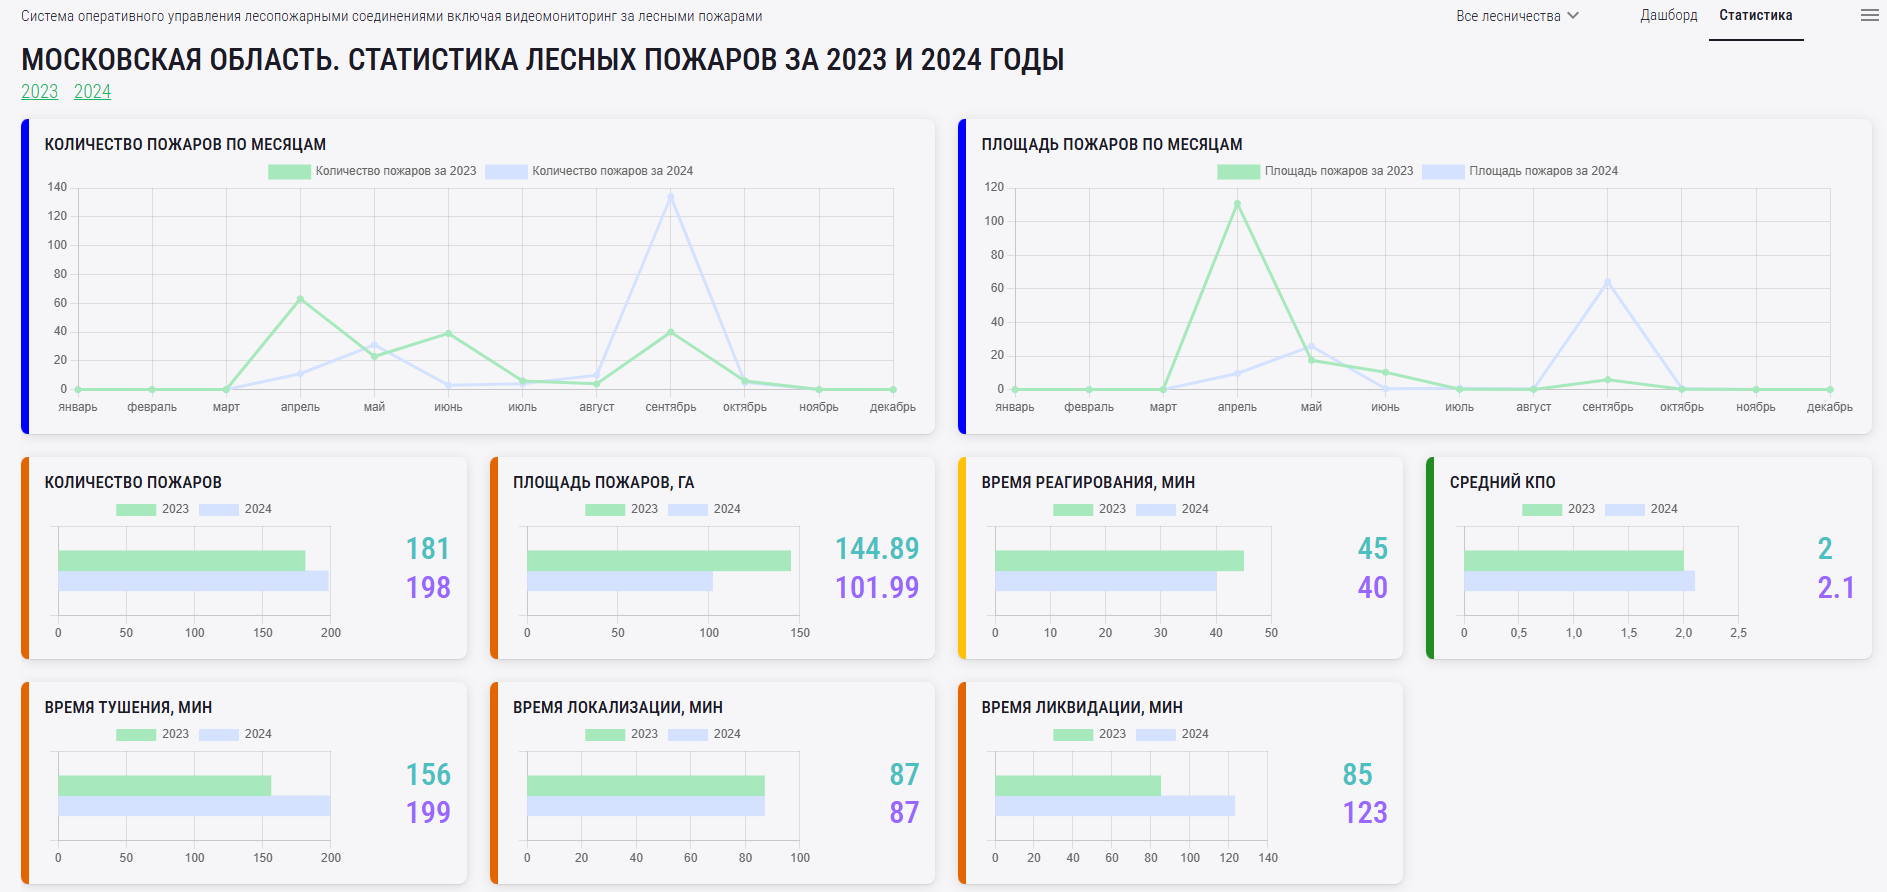 Система оперативного управления лесопожарными соединениями включая видеомониторинг за лесными пожарами
Все лесничества
Дашборд
Статистика
МОСКОВСКАЯ ОБЛАСТЬ. СТАТИСТИКА ЛЕСНЫХ ПОЖАРОВ ЗА 2023 И 2024 ГОДЫ
2023 2024
КОЛИЧЕСТВО ПОЖАРОВ ПО МЕСЯЦАМ
Количество пожаров за 2023 Количество пожаров за 2024
140
120
100
80
60
40
20
0
январь февраль март апрель май июнь июль август сентябрь октябрь ноябрь декабрь
ПЛОЩАДЬ ПОЖАРОВ ПО МЕСЯЦАМ
Площадь пожаров за 2023 Площадь пожаров за 2024
120
100
80
60
40
20
0
январь февраль март апрель май июнь июль август сентябрь октябрь ноябрь декабрь
КОЛИЧЕСТВО ПОЖАРОВ
2023 2024
181
198
0 50 100 150 200
ПЛОЩАДЬ ПОЖАРОВ, ГА
2023 2024
144.89
101.99
0 50 100 150
ВРЕМЯ РЕАГИРОВАНИЯ, МИН
2023 2024
45
40
0 10 20 30 40 50
СРЕДНИЙ КПО
2023 2024
2
2.1
0 0,5 1,0 1,5 2,0 2,5
ВРЕМЯ ТУШЕНИЯ, МИН
2023 2024
156
199
0 50 100 150 200
ВРЕМЯ ЛОКАЛИЗАЦИИ, МИН
2023 2024
87
87
0 20 40 60 80 100
ВРЕМЯ ЛИКВИДАЦИИ, МИН
2023 2024
85
123
0 20 40 60 80 100 120 140